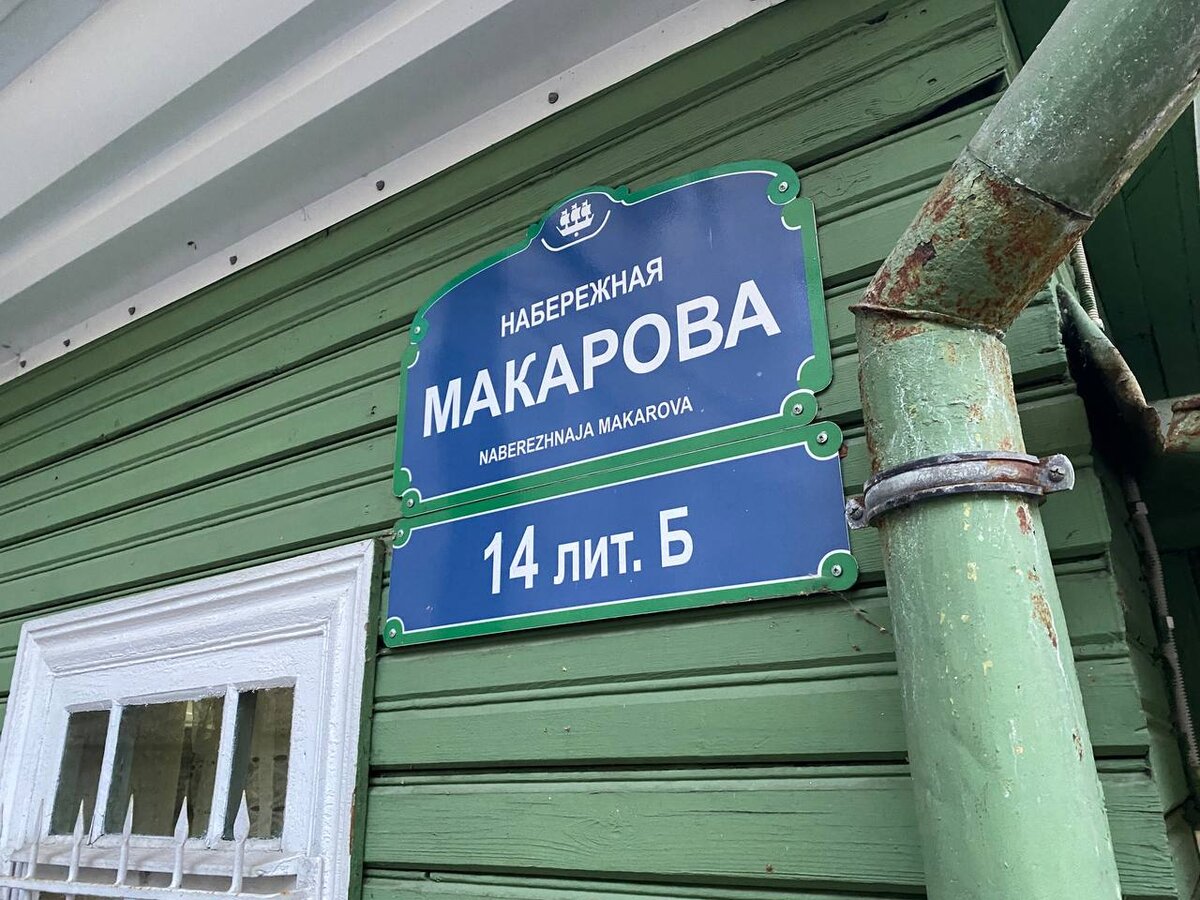 НАБЕРЕЖНАЯ
МАКАРОВА
NABEREZHNAJA MAKAROVA
14 лит. Б